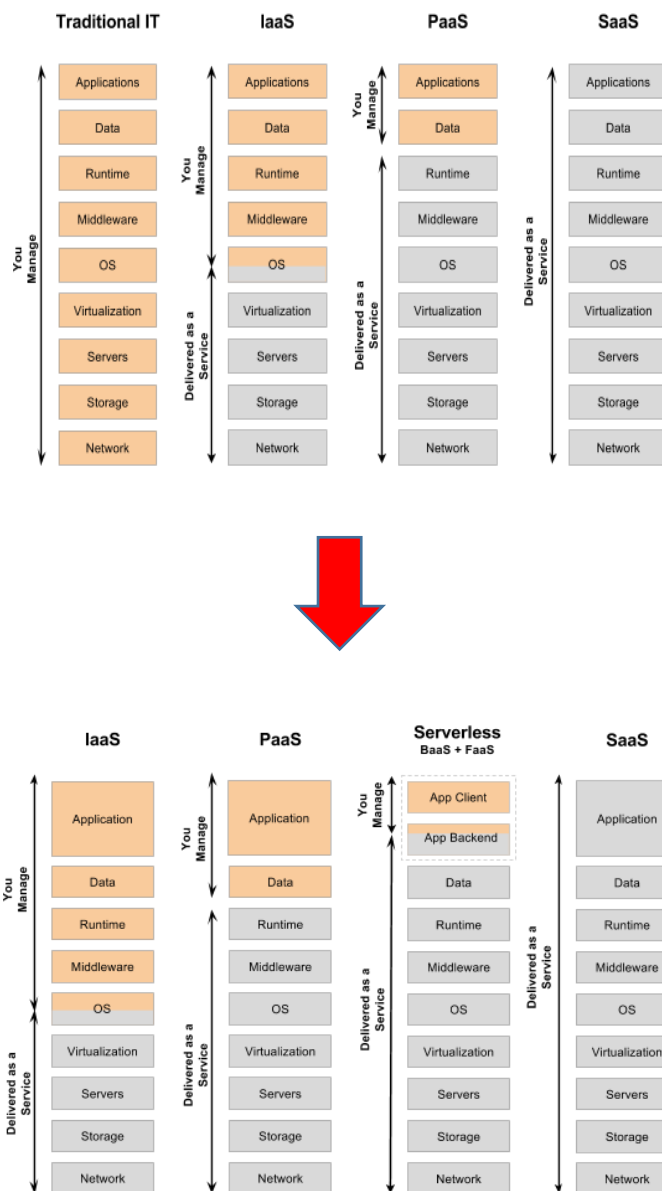 Traditional IT
IaaS
PaaS
SaaS
You
Manage
Applications
Data
Runtime
Middleware
OS
Virtualization
Servers
Storage
Network
You
Manage
Delivered as a
Service
Applications
Data
Runtime
Middleware
OS
Virtualization
Servers
Storage
Network
You
Manage
Delivered as a
Service
Applications
Data
Runtime
Middleware
OS
Virtualization
Servers
Storage
Network
Delivered as a
Service
Applications
Data
Runtime
Middleware
OS
Virtualization
Servers
Storage
Network
IaaS
PaaS
Serverless
BaaS + FaaS
SaaS
You
Manage
Delivered as a
Service
Application
Data
Runtime
Middleware
OS
Virtualization
Servers
Storage
Network
You
Manage
Delivered as a
Service
Application
Data
Runtime
Middleware
OS
Virtualization
Servers
Storage
Network
You
Manage
Delivered as a
Service
App Client
App Backend
Data
Runtime
Middleware
OS
Virtualization
Servers
Storage
Network
Delivered as a
Service
Application
Data
Runtime
Middleware
OS
Virtualization
Servers
Storage
Network